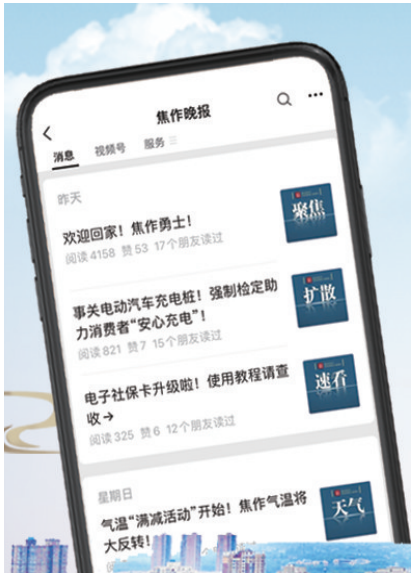 焦作晚报
消息 视频号 服务
昨天
欢迎回家！焦作勇士！
阅读 4158 赞 53 17个朋友读过
聚焦
事关电动汽车充电桩！强制检定助
力消费者“安心充电”！
阅读 821 赞 7 15个朋友读过
扩散
电子社保卡升级啦！使用教程请查
收→
阅读 325 赞 6 12个朋友读过
速看
星期日
气温“满减活动”开始！焦作气温将
大反转！
天气